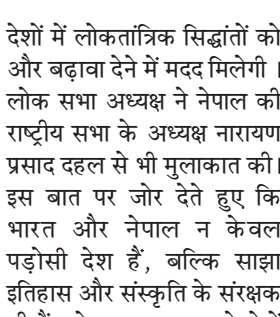 देशों में लोकतांत्रिक सिद्धांतों को
और बढ़ावा देने में मदद मिलेगी ।
लोक सभा अध्यक्ष ने नेपाल की
राष्ट्रीय सभा के अध्यक्ष नारायण
प्रसाद दहल से भी मुलाकात की।
इस बात पर जोर देते हुए कि
भारत और नेपाल न केवल
पड़ोसी देश हैं, बल्कि साझा
इतिहास और संस्कृति के संरक्षक